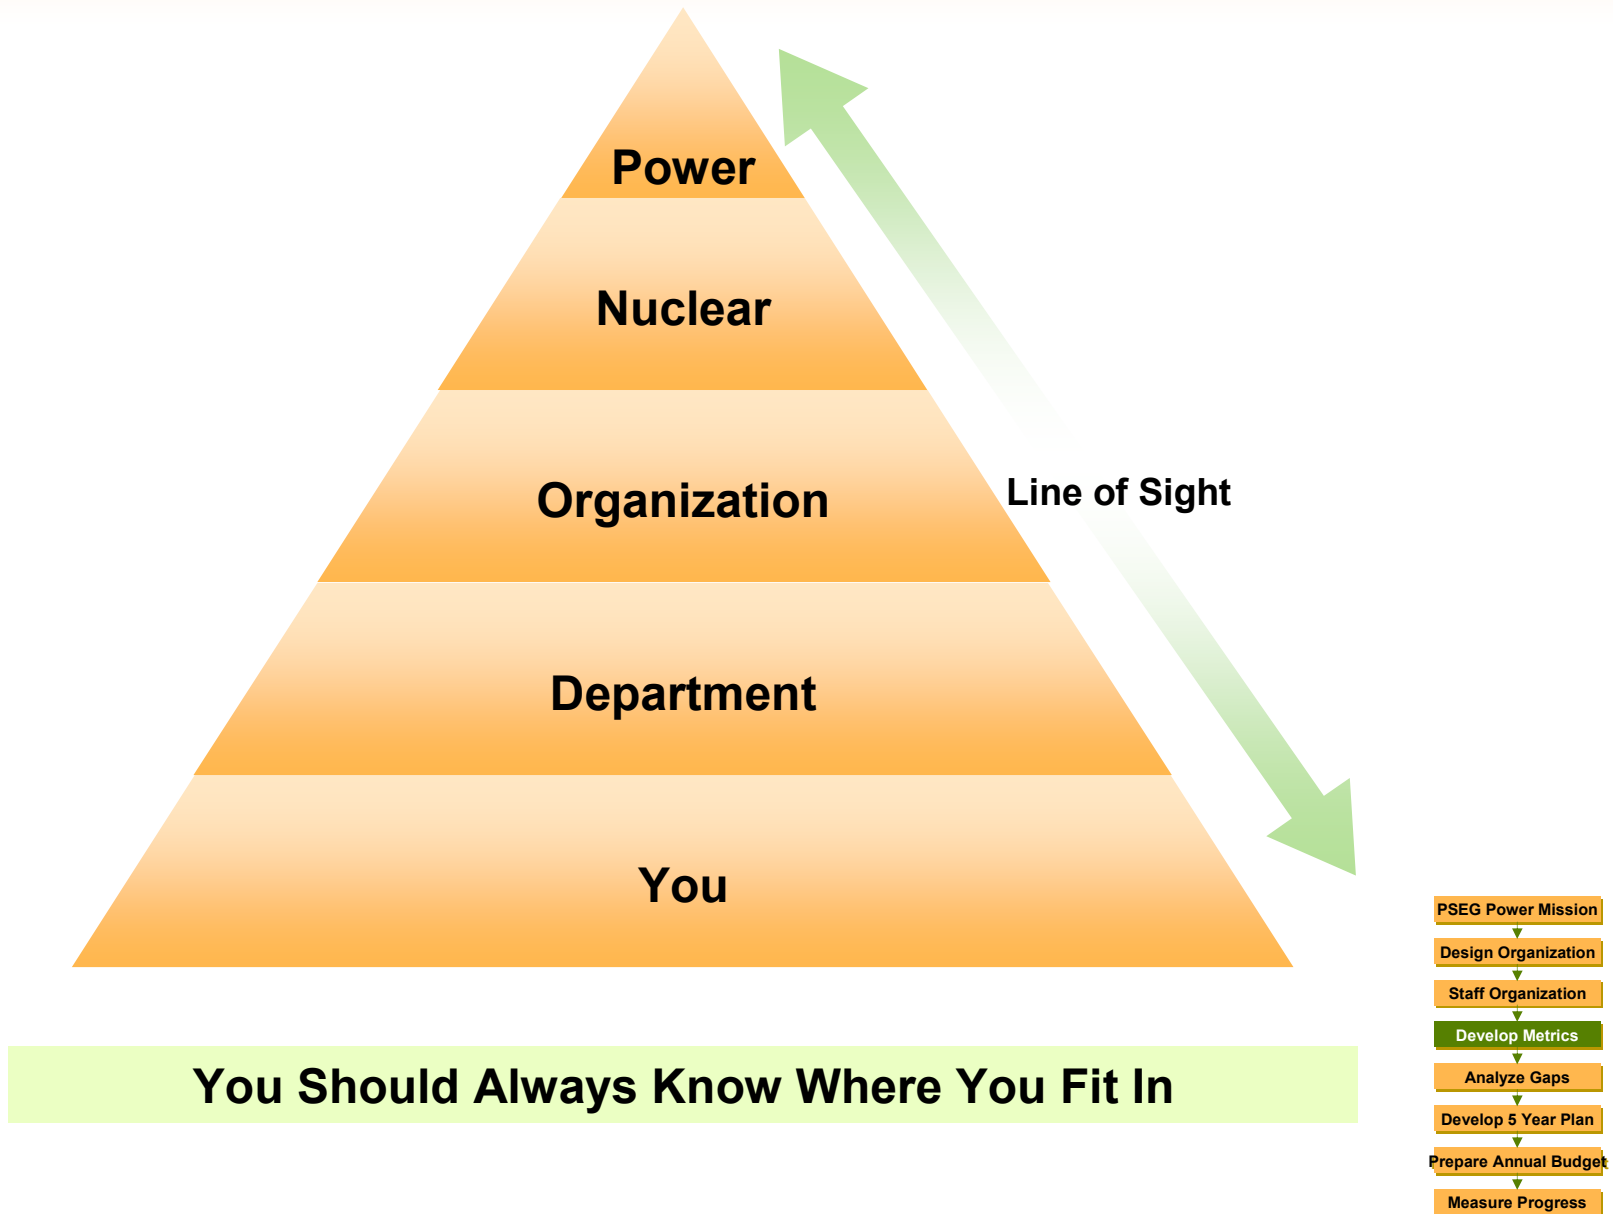 Power
Nuclear
Organization
Line of Sight
Department
You
You Should Always Know Where You Fit In
PSEG Power Mission
Design Organization
Staff Organization
Develop Metrics
Analyze Gaps
Develop 5 Year Plan
Prepare Annual Budget
Measure Progress